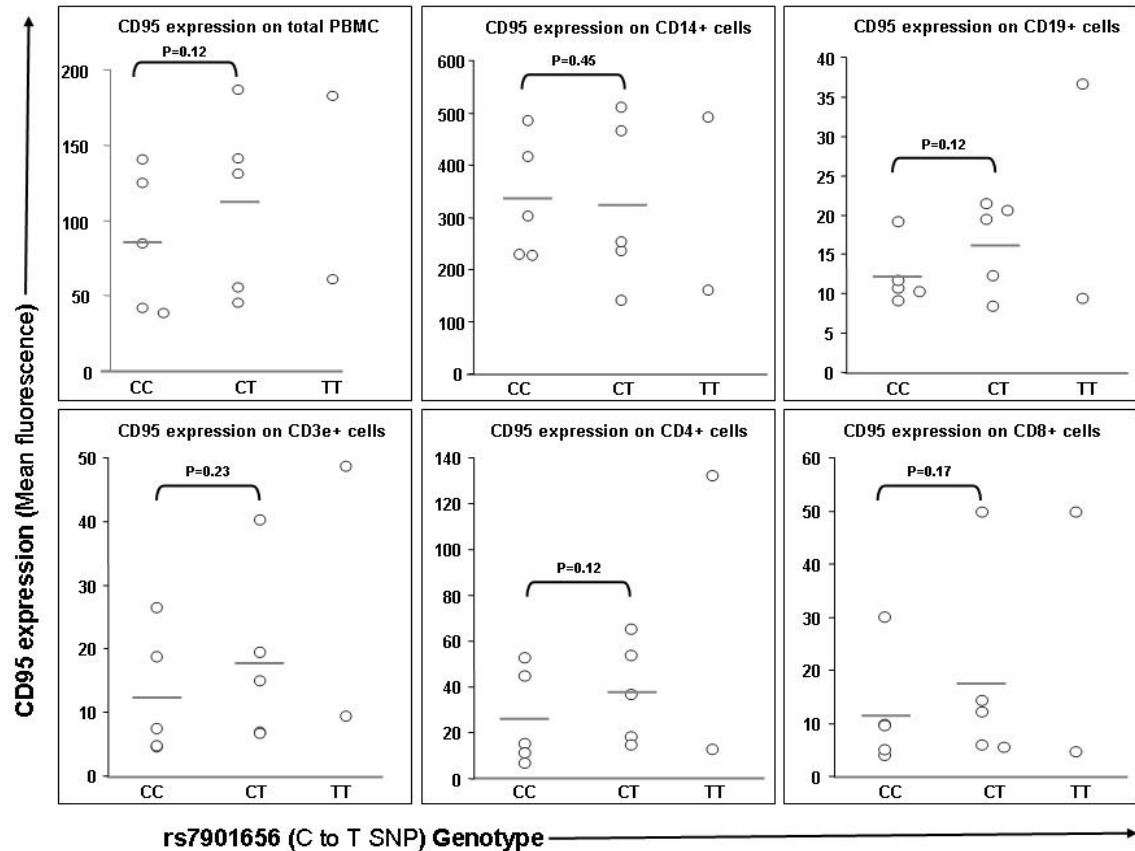 CD95 expression on total PBMC
P=0.12
200
150
100
50
0
CC CT TT
CD95 expression on CD14+ cells
P=0.45
600
500
400
300
200
100
0
CC CT TT
CD95 expression on CD19+ cells
P=0.12
40
35
30
25
20
15
10
5
0
CC CT TT
CD95 expression on CD3e+ cells
P=0.23
50
40
30
20
10
0
CC CT TT
CD95 expression on CD4+ cells
P=0.12
140
120
100
80
60
40
20
0
CC CT TT
CD95 expression on CD8+ cells
P=0.17
60
50
40
30
20
10
0
CC CT TT
CD95 expression (Mean fluorescence)
rs7901656 (C to T SNP) Genotype